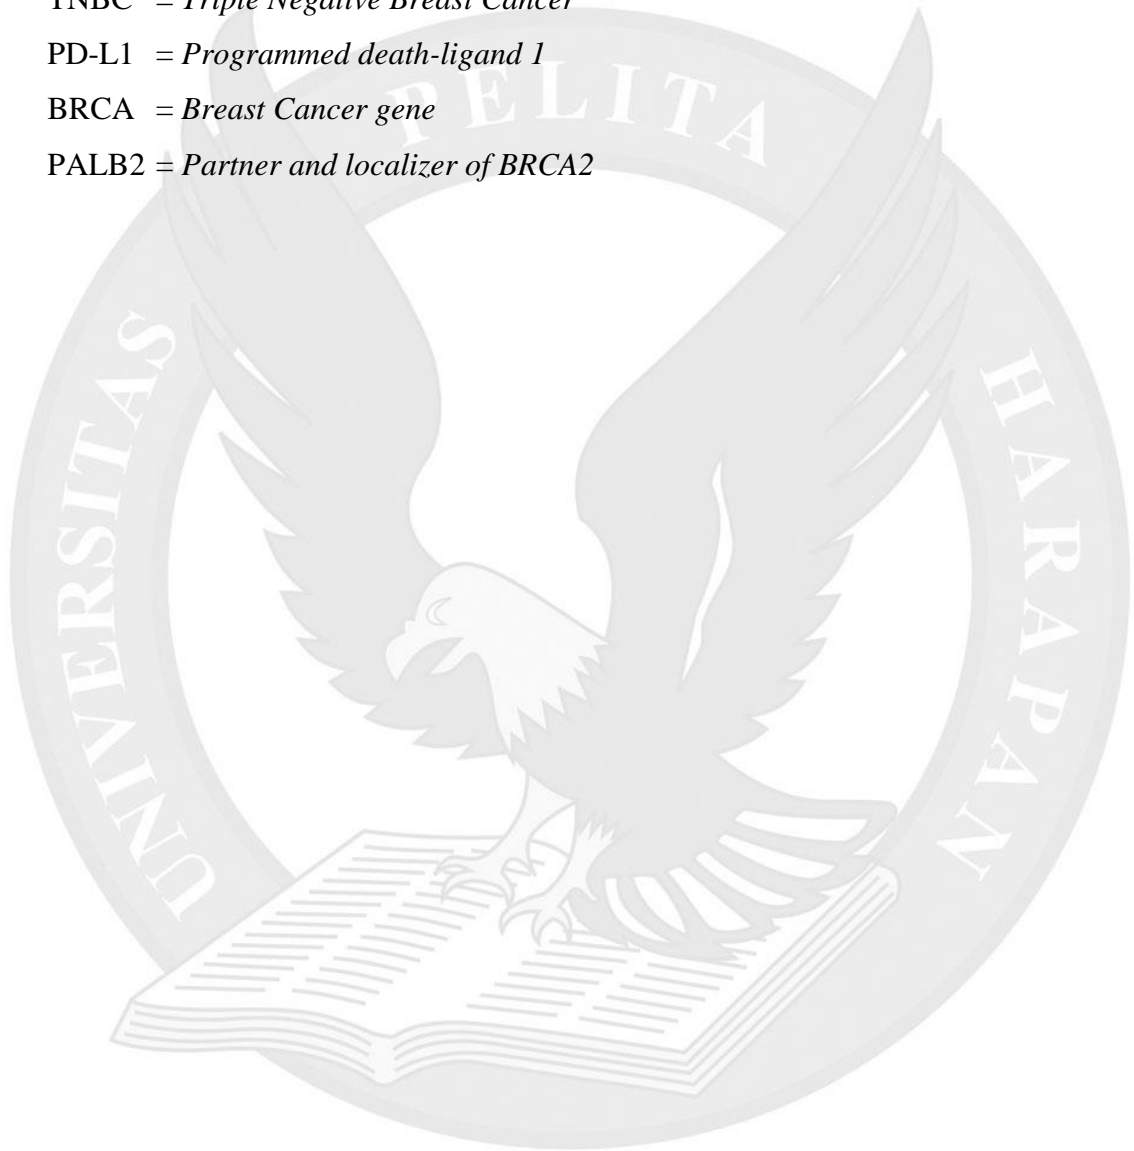 TNBC = Triple Negative Breast Cancer
PD-L1 = Programmed death-ligand 1
BRCA = Breast Cancer gene
PALB2 = Partner and localizer of BRCA2
UNIVERSITAS PELITA HARAPAN